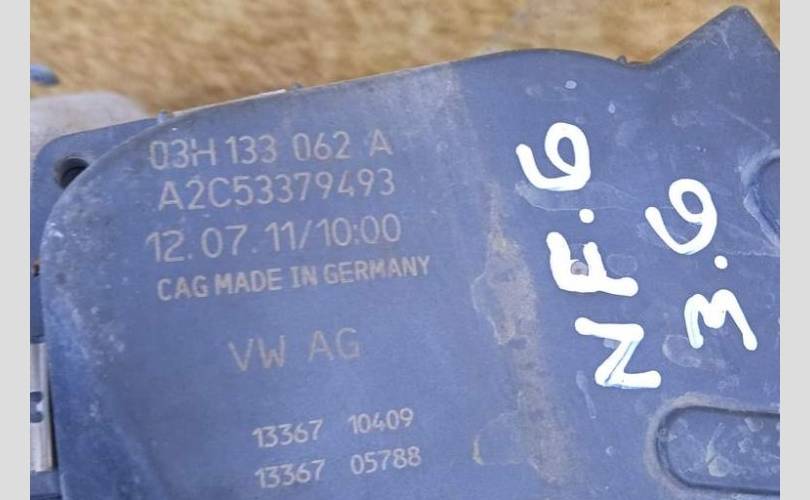 03H 133 062 A
A2C53379493
12.07.11/10:00
CAG MADE IN GERMANY
VW AG
13367 10409
13367 05788
NF.6
3.6